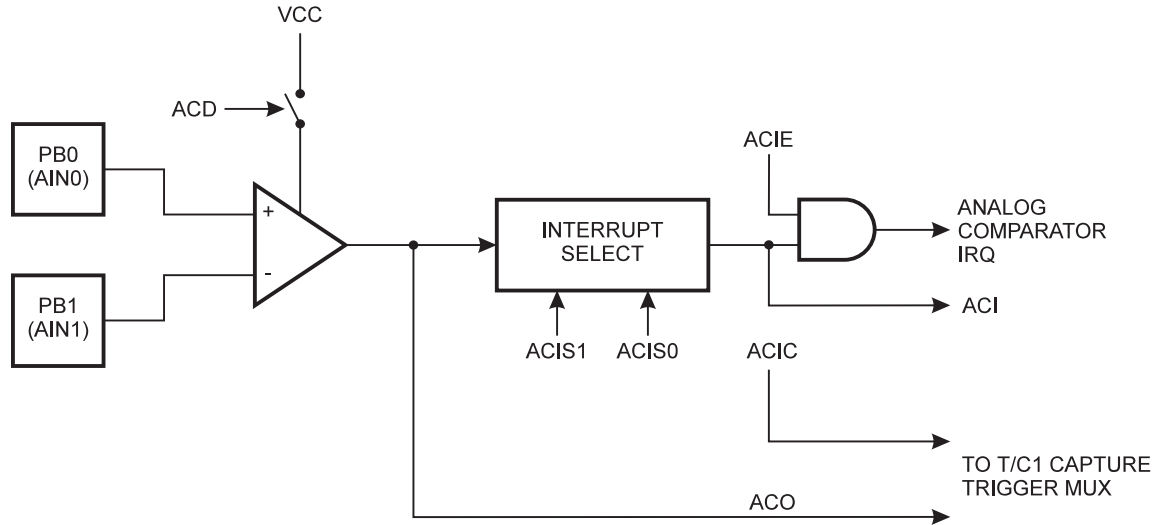 VCC
ACD
PB0
(AIN0)
+
-
PB1
(AIN1)
INTERRUPT
SELECT
ACIS1
ACIS0
ACIE
ANALOG
COMPARATOR
IRQ
ACI
ACIC
TO T/C1 CAPTURE
TRIGGER MUX
ACO